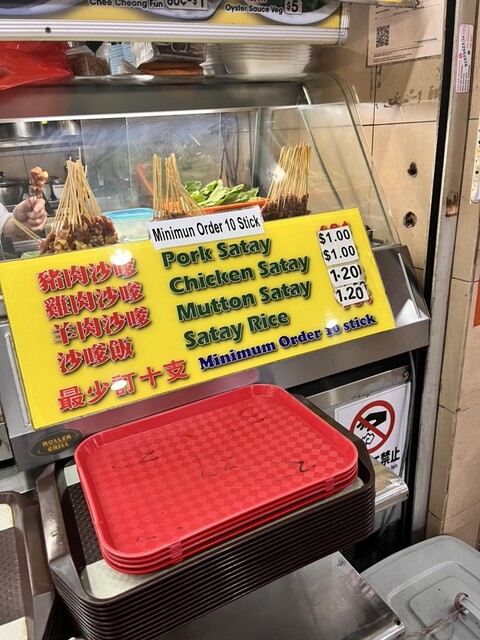 Chee Cheong Fun 80¢~$1
Oyster Sauce Veg $5
Minimun Order 10 Stick
豬肉沙嗲 Pork Satay $1.00
雞肉沙嗲 Chicken Satay $1.00
羊肉沙嗲 Mutton Satay 1.20
沙嗲飯 Satay Rice 1.20
最少訂十支 Minimum Order 10 stick
ROLLER GRILL
禁止